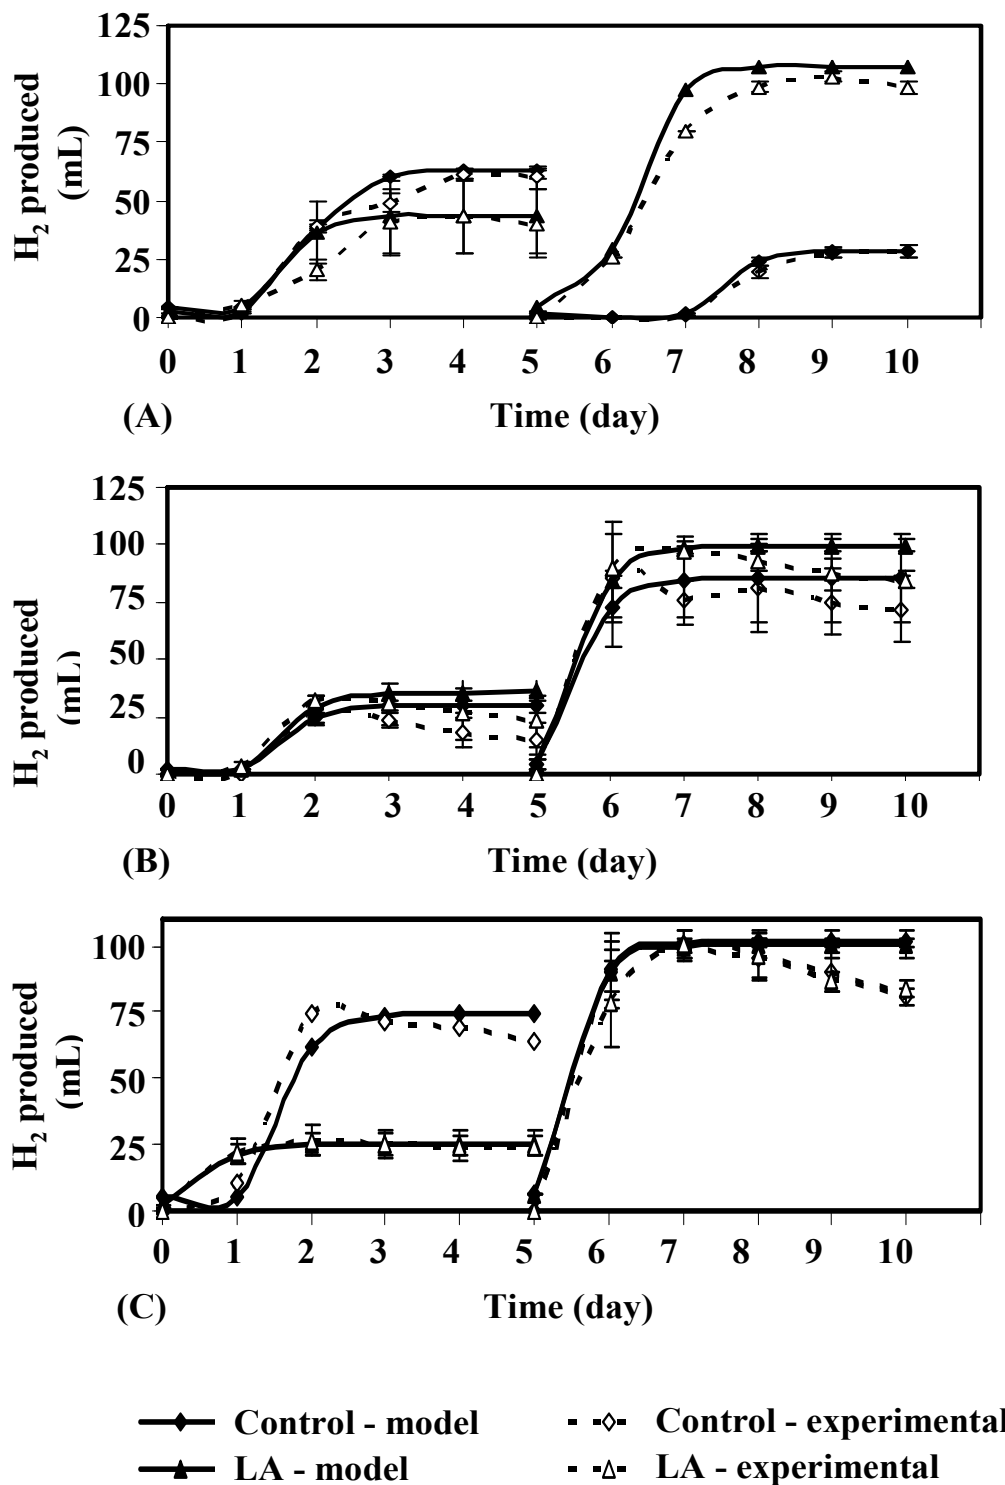 125
100
75
50
25
0
H2 produced
(mL)
0 1 2 3 4 5 6 7 8 9 10
(A)
Time (day)
125
100
75
50
25
0
H2 produced
(mL)
0 1 2 3 4 5 6 7 8 9 10
(B)
Time (day)
100
75
50
25
0
H2 produced
(mL)
0 1 2 3 4 5 6 7 8 9 10
(C)
Time (day)
Control - model
Control - experimental
LA - model
LA - experimental